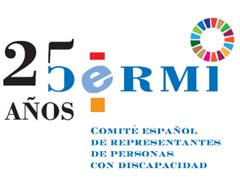 25
cermi
AÑOS
COMITÉ ESPAÑOL
DE REPRESENTANTES
DE PERSONAS
CON DISCAPACIDAD